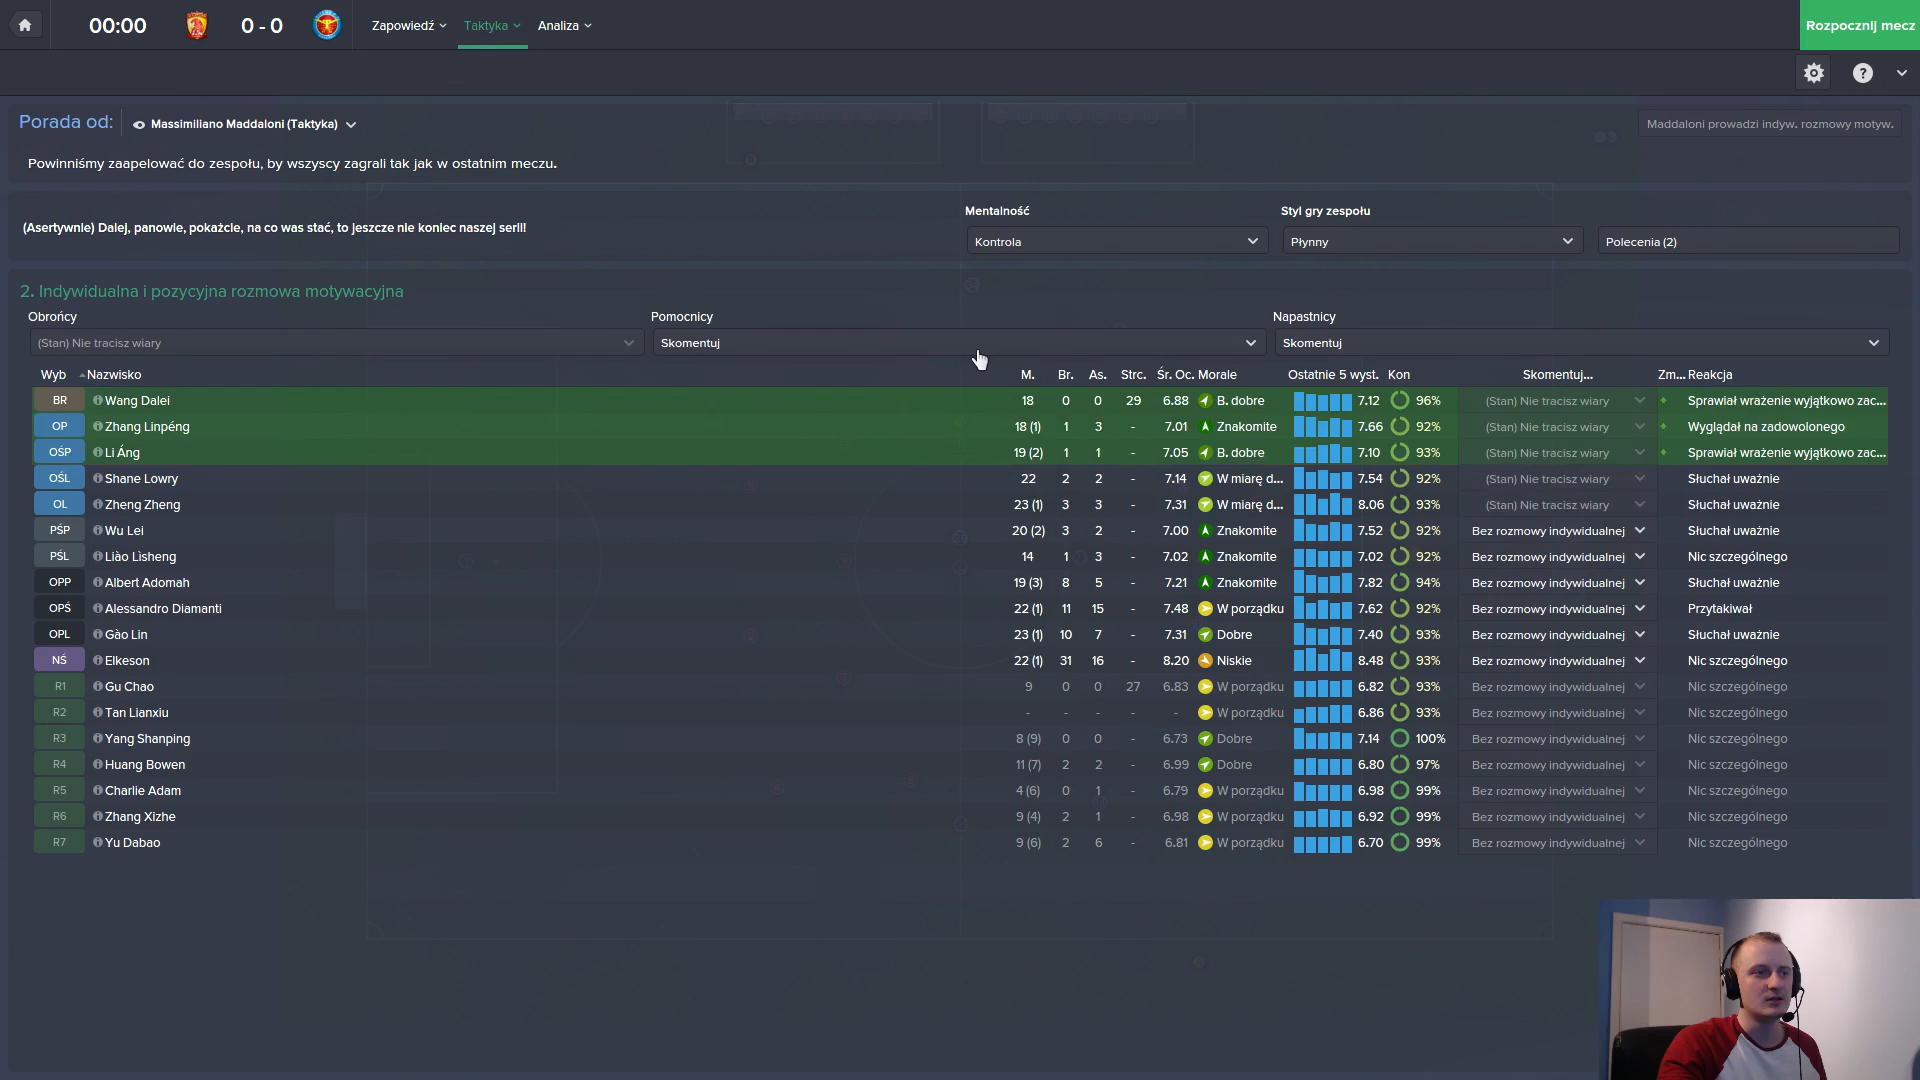 00:00 0 - 0 Zapowiedź Taktyka Analiza Rozpocznij mecz
?
Porada od: Massimiliano Maddaloni (Taktyka) Maddaloni prowadzi indyw. rozmowy motyw.
Powinniśmy zaapelować do zespołu, by wszyscy zagrali tak jak w ostatnim meczu.
Mentalność Styl gry zespołu
(Asertywnie) Dalej, panowie, pokażcie, na co was stać, to jeszcze nie koniec naszej serii!
Kontrola Płynny Polecenia (2)
2. Indywidualna i pozycyjna rozmowa motywacyjna
Obrońcy Pomocnicy Napastnicy
(Stan) Nie tracisz wiary Skomentuj Skomentuj
Wyb Nazwisko M. Br. As. Strc. Śr. Oc. Morale Ostatnie 5 wyst. Kon Skomentuj... Zm... Reakcja
BR Wang Dalei 18 0 0 29 6.88 B. dobre 7.12 96% (Stan) Nie tracisz wiary Sprawiał wrażenie wyjątkowo zac...
OP Zhang Linpéng 18 (1) 1 3 - 7.01 Znakomite 7.66 92% (Stan) Nie tracisz wiary Wyglądał na zadowolonego
OŚP Li Áng 19 (2) 1 1 - 7.05 B. dobre 7.10 93% (Stan) Nie tracisz wiary Sprawiał wrażenie wyjątkowo zac...
OŚL Shane Lowry 22 2 2 - 7.14 W miarę d... 7.54 92% (Stan) Nie tracisz wiary Słuchał uważnie
OL Zheng Zheng 23 (1) 3 3 - 7.31 W miarę d... 8.06 93% (Stan) Nie tracisz wiary Słuchał uważnie
PŚP Wu Lei 20 (2) 3 2 - 7.00 Znakomite 7.52 92% Bez rozmowy indywidualnej Słuchał uważnie
PŚL Liào Lìsheng 14 1 3 - 7.02 Znakomite 7.02 92% Bez rozmowy indywidualnej Nic szczególnego
OPP Albert Adomah 19 (3) 8 5 - 7.21 Znakomite 7.82 94% Bez rozmowy indywidualnej Słuchał uważnie
OPŚ Alessandro Diamanti 22 (1) 11 15 - 7.48 W porządku 7.62 92% Bez rozmowy indywidualnej Przytakiwał
OPL Gào Lin 23 (1) 10 7 - 7.31 Dobre 7.40 93% Bez rozmowy indywidualnej Słuchał uważnie
NŚ Elkeson 22 (1) 31 16 - 8.20 Niskie 8.48 93% Bez rozmowy indywidualnej Nic szczególnego
R1 Gu Chao 9 0 0 27 6.83 W porządku 6.82 93% Bez rozmowy indywidualnej Nic szczególnego
R2 Tan Lianxiu - - - - - W porządku 6.86 93% Bez rozmowy indywidualnej Nic szczególnego
R3 Yang Shanping 8 (9) 0 0 - 6.73 Dobre 7.14 100% Bez rozmowy indywidualnej Nic szczególnego
R4 Huang Bowen 11 (7) 2 2 - 6.99 Dobre 6.80 97% Bez rozmowy indywidualnej Nic szczególnego
R5 Charlie Adam 4 (6) 0 1 - 6.79 W porządku 6.98 99% Bez rozmowy indywidualnej Nic szczególnego
R6 Zhang Xizhe 9 (4) 2 1 - 6.98 W porządku 6.92 99% Bez rozmowy indywidualnej Nic szczególnego
R7 Yu Dabao 9 (6) 2 6 - 6.81 W porządku 6.70 99% Bez rozmowy indywidualnej Nic szczególnego